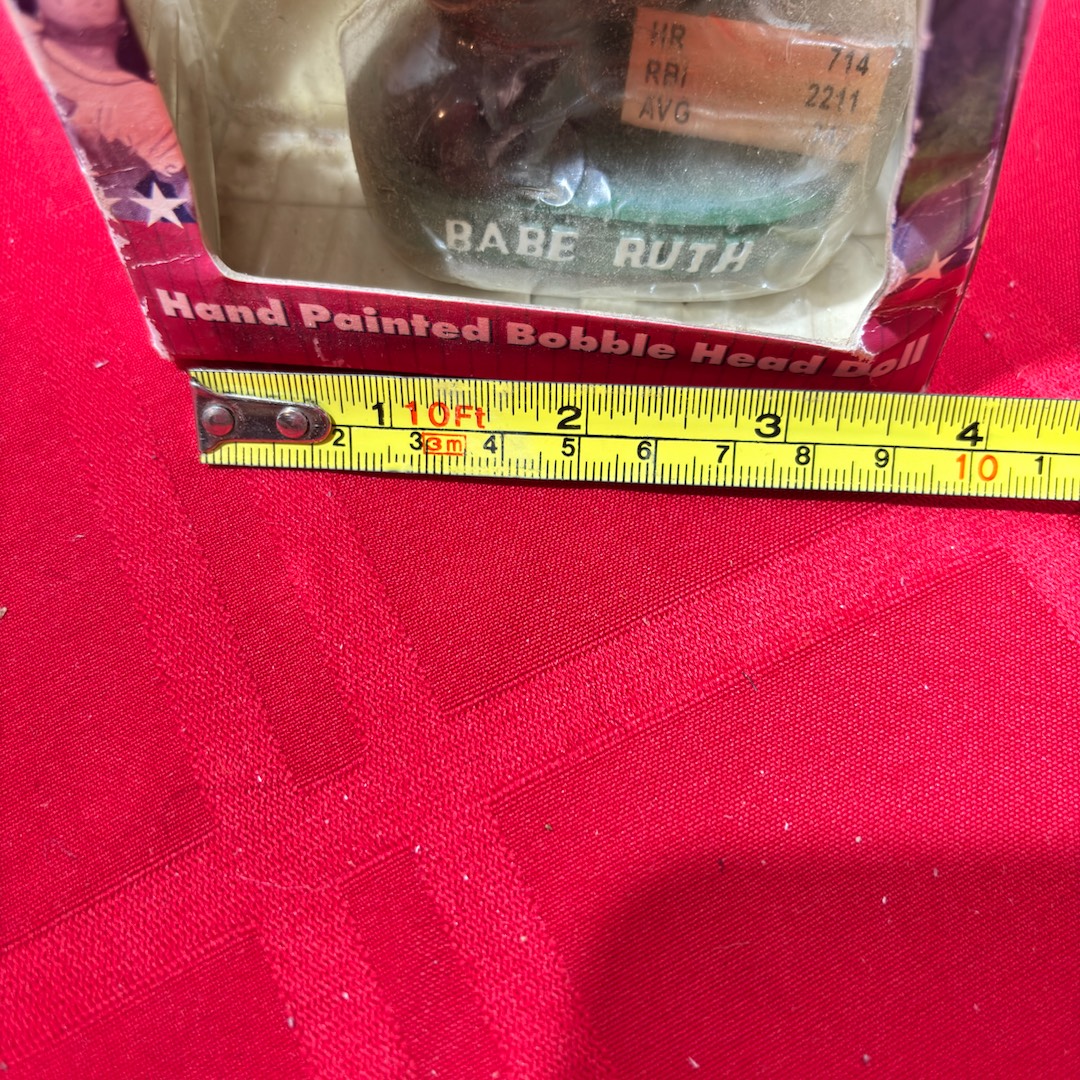 HR 714
RBI 2211
AVG
BABE RUTH
Hand Painted Bobble Head Doll
1 10Ft 2 3 4
2 3 3m 4 5 6 7 8 9 10 1